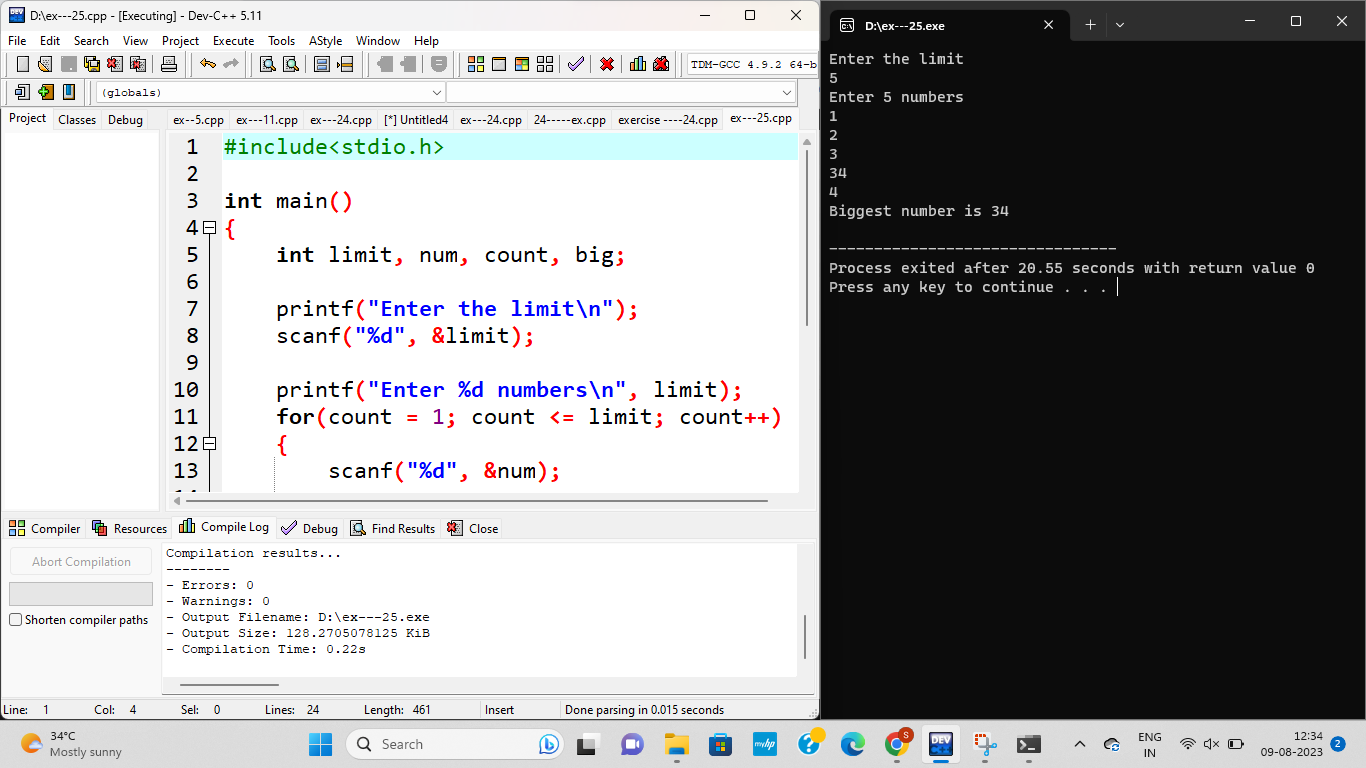 D:\ex---25.cpp - [Executing] - Dev-C++ 5.11
File Edit Search View Project Execute Tools AStyle Window Help
TDM-GCC 4.9.2 64-b
(globals)
Project Classes Debug
ex--5.cpp ex---11.cpp ex---24.cpp [*] Untitled4 ex---24.cpp 24-----ex.cpp exercise ----24.cpp ex---25.cpp
1 #include<stdio.h>
2
3 int main()
4 {
5 int limit, num, count, big;
6
7 printf("Enter the limit\n");
8 scanf("%d", &limit);
9
10 printf("Enter %d numbers\n", limit);
11 for(count = 1; count <= limit; count++)
12 {
13 scanf("%d", &num);
Compiler Resources Compile Log Debug Find Results Close
Abort Compilation
Shorten compiler paths
Compilation results...
--------
- Errors: 0
- Warnings: 0
- Output Filename: D:\ex---25.exe
- Output Size: 128.2705078125 KiB
- Compilation Time: 0.22s
Line: 1 Col: 4 Sel: 0 Lines: 24 Length: 461 Insert Done parsing in 0.015 seconds
D:\ex---25.exe
Enter the limit
5
Enter 5 numbers
1
2
3
34
4
Biggest number is 34
--------------------------------
Process exited after 20.55 seconds with return value 0
Press any key to continue . . .
34°C
Mostly sunny
Search
myhp
S
DEV
C++
ENG
IN
12:34
09-08-2023
2